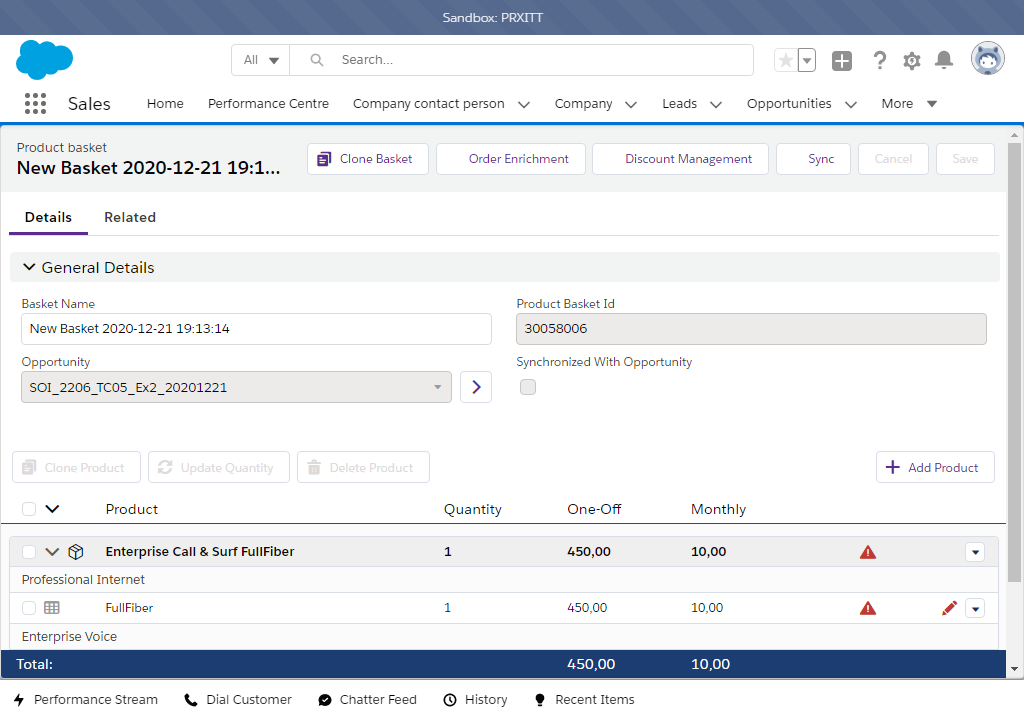 Sandbox: PRXITT
All Search...
Sales Home Performance Centre Company contact person Company Leads Opportunities More
Product basket
New Basket 2020-12-21 19:1...
Clone Basket Order Enrichment Discount Management Sync Cancel Save
Details Related
General Details
Basket Name Product Basket Id
New Basket 2020-12-21 19:13:14 30058006
Opportunity Synchronized With Opportunity
SOI_2206_TC05_Ex2_20201221
Clone Product Update Quantity Delete Product Add Product
Product Quantity One-Off Monthly
Enterprise Call & Surf FullFiber 1 450,00 10,00
Professional Internet
FullFiber 1 450,00 10,00
Enterprise Voice
Total: 450,00 10,00
Performance Stream Dial Customer Chatter Feed History Recent Items